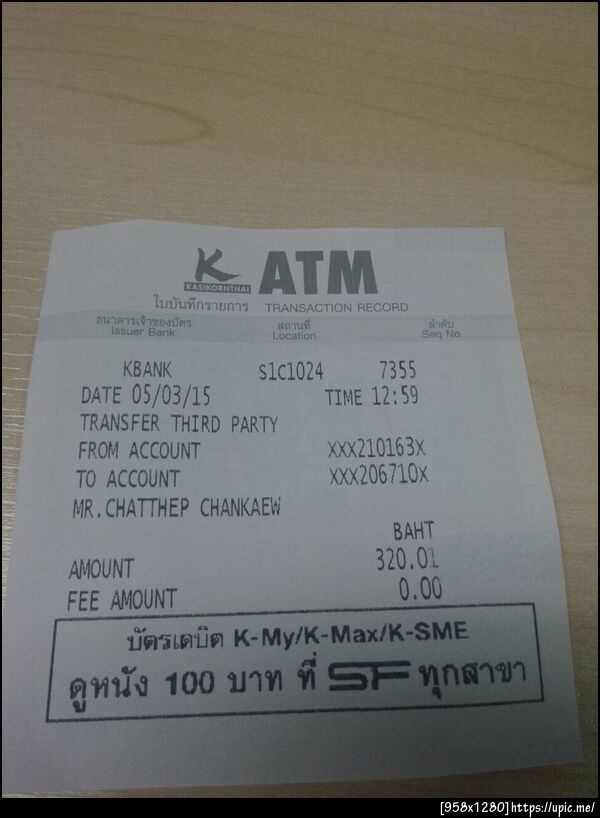 K ATM
KASIKORNTHAI
ใบบันทึกรายการ TRANSACTION RECORD
ธนาคารเจ้าของบัตร สถานที่ ลำดับ
Issuer Bank Location Seq No.
KBANK S1C1024 7355
DATE 05/03/15 TIME 12:59
TRANSFER THIRD PARTY
FROM ACCOUNT XXX210163X
TO ACCOUNT XXX206710X
MR.CHATTHEP CHANKAEW
BAHT
AMOUNT 320.01
FEE AMOUNT 0.00
บัตรเดบิต K-My/K-Max/K-SME
ดูหนัง 100 บาท ที่ SF ทุกสาขา
[958x1280]https://upic.me/